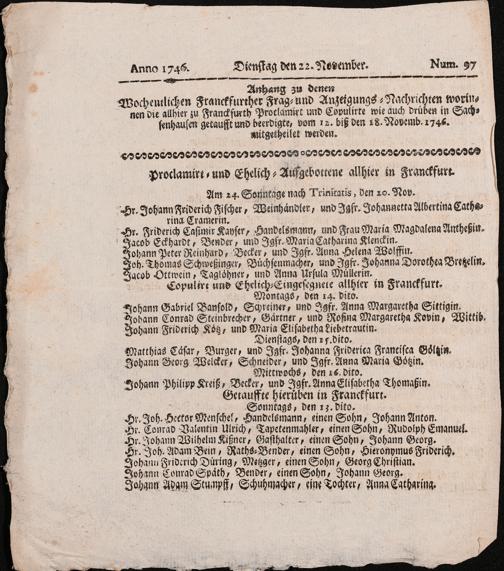 Anno 1746. Dienstag den 22. November. Num. 97
Anhang zu denen
Wochentlichen Franckfurther Frag- und Anzeigungs-Nachrichten worin-
nen die allhier zu Franckfurth Proclamirt und Copulirte wie auch drüben in Sach-
senhausen getaufft und beerdigte, vom 12. biß den 18. Novemb. 1746.
mitgetheilet werden.
Proclamirt- und Ehelich-Aufgebottene allhier in Franckfurt.
Am 24. Sonntage nach Trinitatis, den 20. Nov.
Hr. Johann Friderich Fischer, Weinhändler, und Jgfr. Johannetta Albertina Cathe-
rina Cramerin.
Hr. Friderich Casimir Kayser, Handelsmann, und Frau Maria Magdalena Antheßin.
Jacob Eckhardt, Bender, und Jgfr. Maria Catharina Klenckin.
Johann Peter Reinhard, Becker, und Jgfr. Anna Helena Wolffin.
Joh. Thomas Schweßinger, Büchsenmacher, und Jgfr. Johanna Dorothea Bretzelin.
Jacob Ottwein, Taglöhner, und Anna Ursula Müllerin.
Copulirt und Ehelich-Eingesegnete allhier in Franckfurt.
Montags, den 14. dito.
Johann Gabriel Bansold, Schreiner, und Jgfr. Anna Margaretha Sittigin.
Johann Conrad Steinbrecher, Gärtner, und Rosina Margaretha Kovin, Wittib.
Johann Friderich Kötz, und Maria Elisabetha Liebetrautin.
Dienstags, den 15. dito.
Matthias Cäsar, Burger, und Jgfr. Johanna Friderica Francisca Göltzin.
Johann Georg Welcker, Schneider, und Jgfr. Anna Maria Götzin.
Mittwochs, den 16. dito.
Johann Philipp Kreiß, Becker, und Jgfr. Anna Elisabetha Thomaßin.
Getauffte hierüben in Franckfurt.
Sonntags, den 13. dito.
Hr. Joh. Hector Menschel, Handelsmann, einen Sohn, Johann Anton.
Hr. Conrad Valentin Ulrich, Tapetenmahler, einen Sohn, Rudolph Emanuel.
Hr. Johann Wilhelm Kißner, Gasthalter, einen Sohn, Johann Georg.
Hr. Joh. Adam Bein, Raths-Bender, einen Sohn, Hieronymus Friderich.
Johann Friderich Düring, Metzger, einen Sohn, Georg Christian.
Johann Conrad Späth, Bender, einen Sohn, Johann Georg.
Johann Adam Stumpff, Schuhmacher, eine Tochter, Anna Catharina.